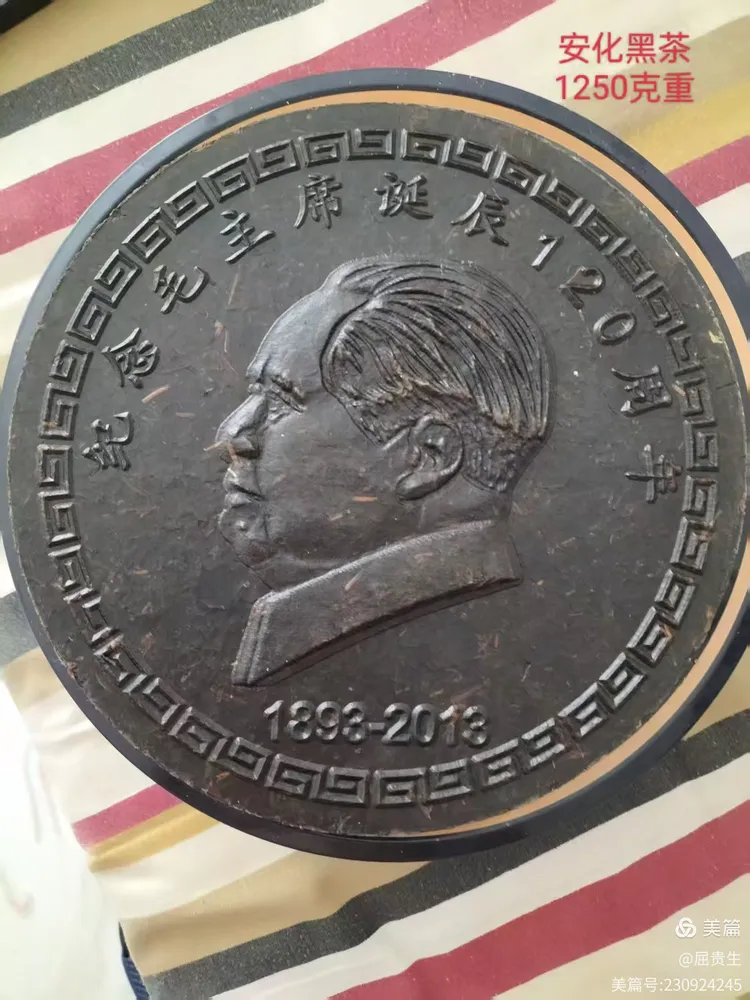 安化黑茶
1250克重
纪念毛主席诞辰120周年
1893-2013
美篇
@屈贵生
美篇号:230924245